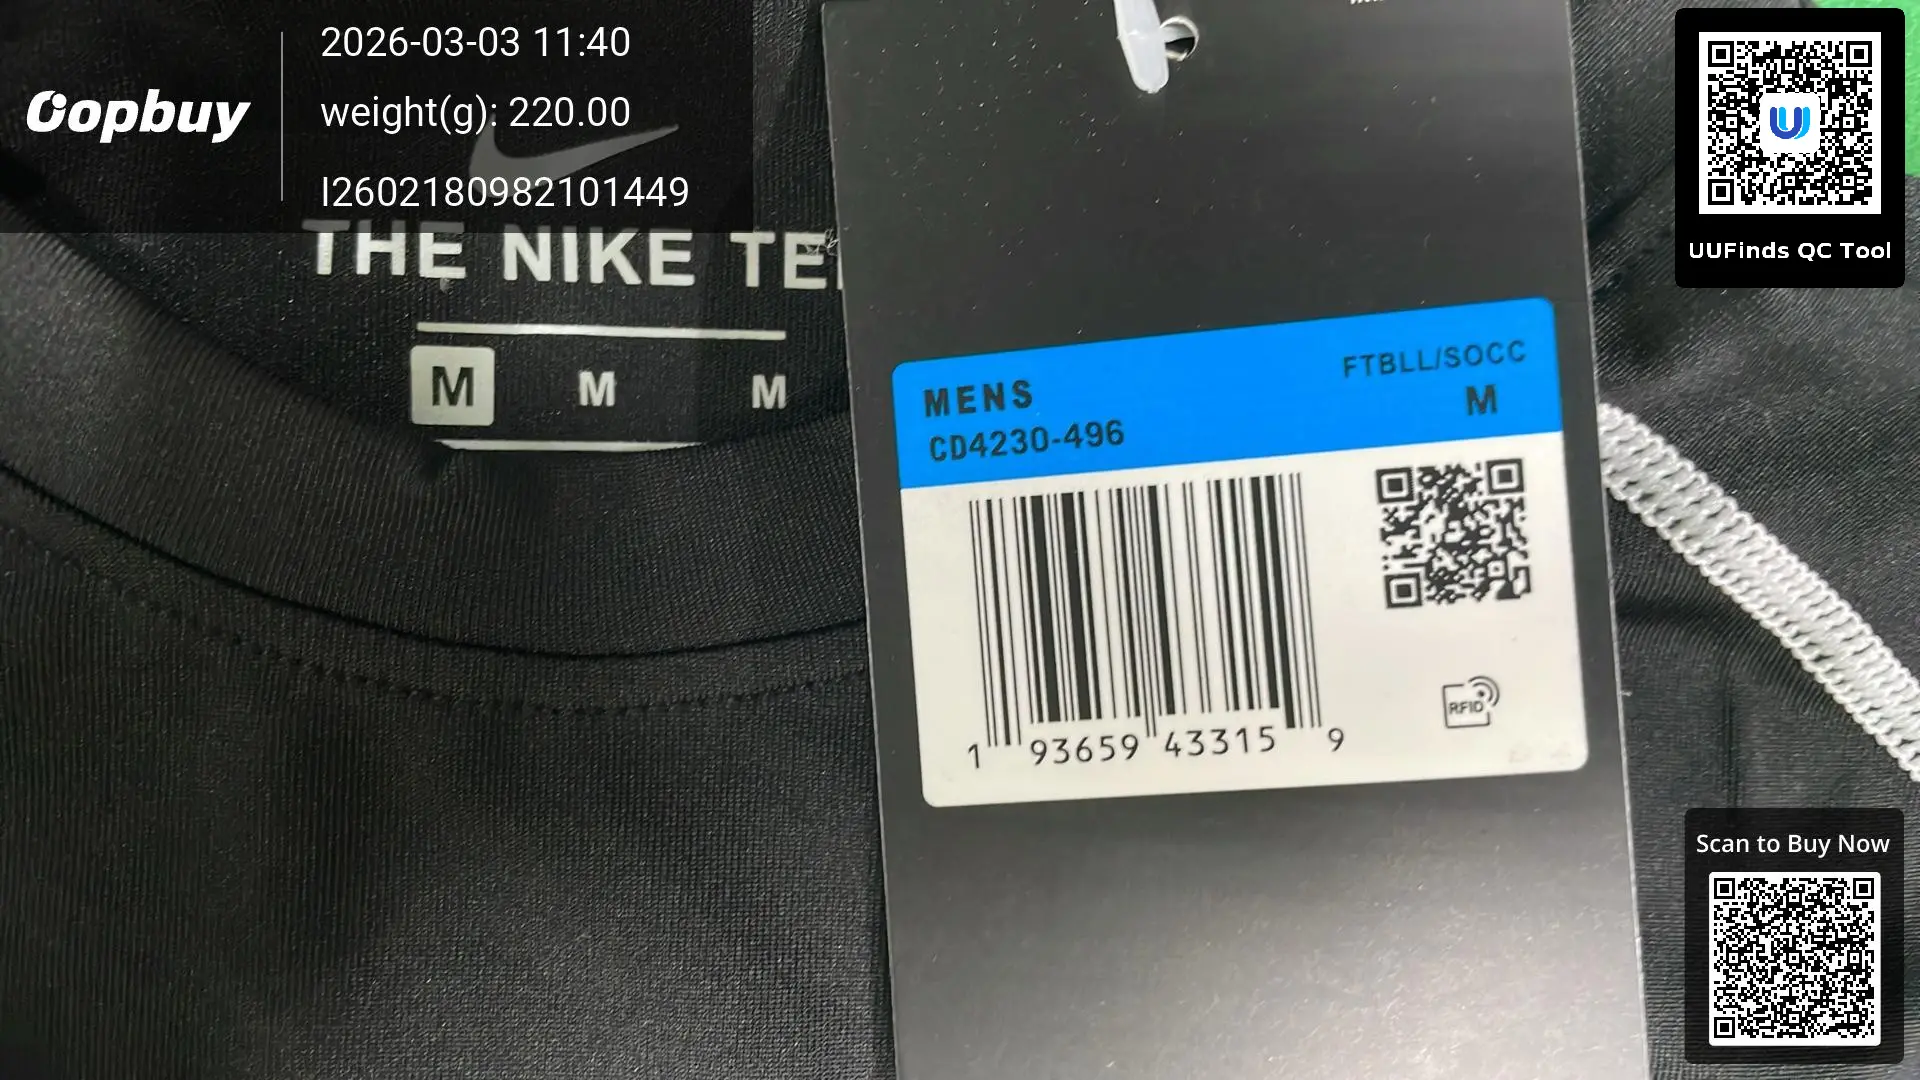 Oopbuy
2026-03-03 11:40
weight(g): 220.00
I2602180982101449
THE NIKE TE
M M M
FTBLL/SOCC
MENS M
CD4230-496
1 93659 43315 9
RFID
UUFinds QC Tool
Scan to Buy Now